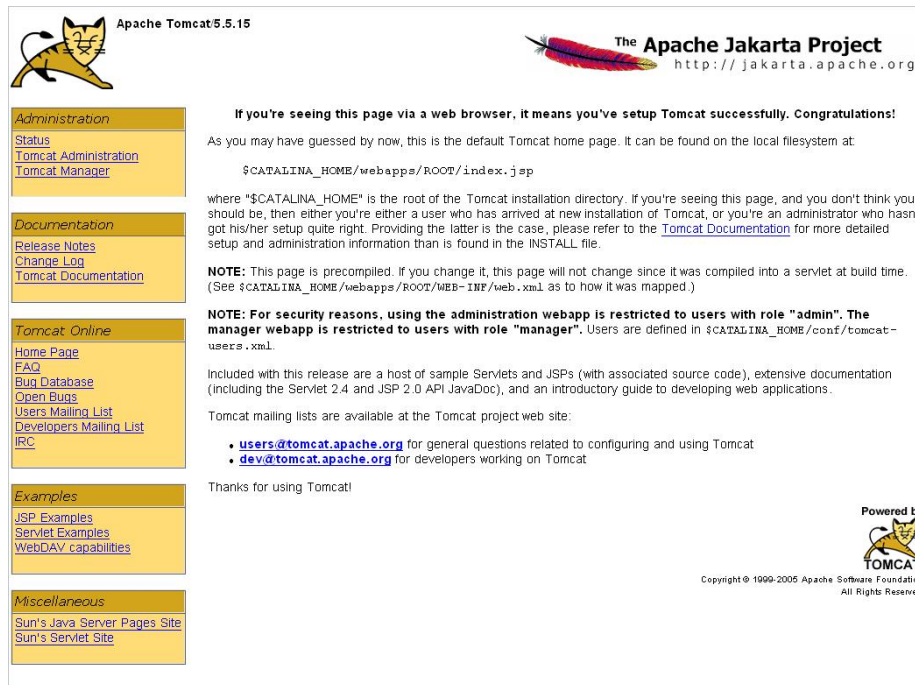 Apache Tomcat/5.5.15
The Apache Jakarta Project
http://jakarta.apache.org
Administration
Status
Tomcat Administration
Tomcat Manager
Documentation
Release Notes
Change Log
Tomcat Documentation
Tomcat Online
Home Page
FAQ
Bug Database
Open Bugs
Users Mailing List
Developers Mailing List
IRC
Examples
JSP Examples
Servlet Examples
WebDAV capabilities
Miscellaneous
Sun's Java Server Pages Site
Sun's Servlet Site
If you're seeing this page via a web browser, it means you've setup Tomcat successfully. Congratulations!
As you may have guessed by now, this is the default Tomcat home page. It can be found on the local filesystem at:
$CATALINA_HOME/webapps/ROOT/index.jsp
where "$CATALINA_HOME" is the root of the Tomcat installation directory. If you're seeing this page, and you don't think you
should be, then either you're either a user who has arrived at new installation of Tomcat, or you're an administrator who hasn
got his/her setup quite right. Providing the latter is the case, please refer to the Tomcat Documentation for more detailed
setup and administration information than is found in the INSTALL file.
NOTE: This page is precompiled. If you change it, this page will not change since it was compiled into a servlet at build time.
(See $CATALINA_HOME/webapps/ROOT/WEB-INF/web.xml as to how it was mapped.)
NOTE: For security reasons, using the administration webapp is restricted to users with role "admin". The
manager webapp is restricted to users with role "manager". Users are defined in $CATALINA_HOME/conf/tomcat-
users.xml.
Included with this release are a host of sample Servlets and JSPs (with associated source code), extensive documentation
(including the Servlet 2.4 and JSP 2.0 API JavaDoc), and an introductory guide to developing web applications.
Tomcat mailing lists are available at the Tomcat project web site:
• users@tomcat.apache.org for general questions related to configuring and using Tomcat
• dev@tomcat.apache.org for developers working on Tomcat
Thanks for using Tomcat!
Powered b
TOMCAT
Copyright © 1999-2005 Apache Software Foundatio
All Rights Reserve